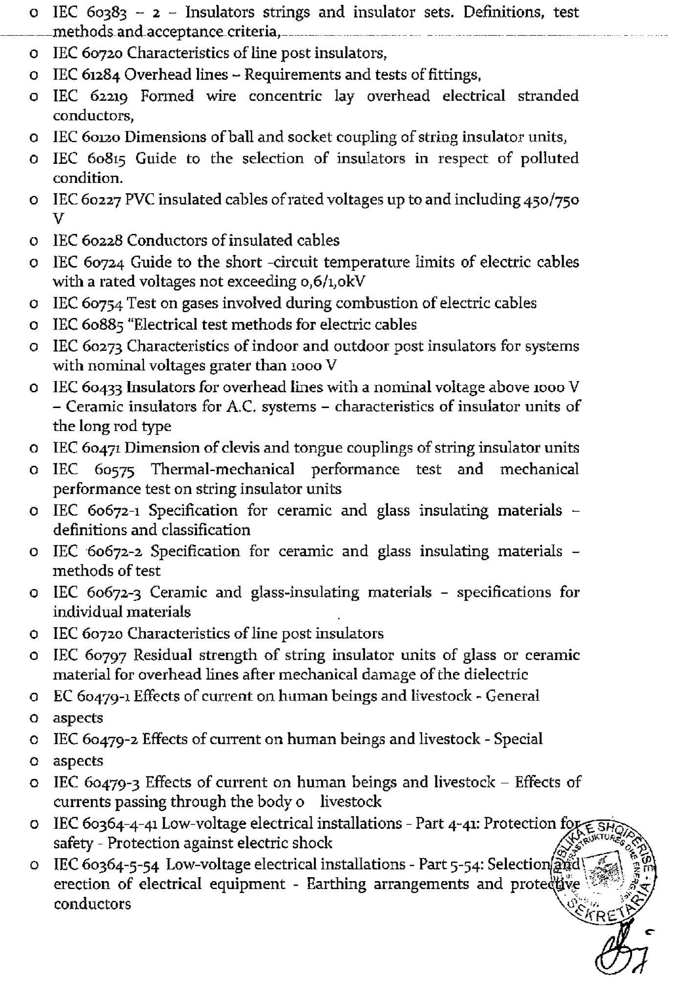 o IEC 60383 – 2 – Insulators strings and insulator sets. Definitions, test
methods and acceptance criteria,
o IEC 60720 Characteristics of line post insulators,
o IEC 61284 Overhead lines – Requirements and tests of fittings,
o IEC 62219 Formed wire concentric lay overhead electrical stranded
conductors,
o IEC 60120 Dimensions of ball and socket coupling of string insulator units,
o IEC 60815 Guide to the selection of insulators in respect of polluted
condition.
o IEC 60227 PVC insulated cables of rated voltages up to and including 450/750
V
o IEC 60228 Conductors of insulated cables
o IEC 60724 Guide to the short -circuit temperature limits of electric cables
with a rated voltages not exceeding 0,6/1,0kV
o IEC 60754 Test on gases involved during combustion of electric cables
o IEC 60885 “Electrical test methods for electric cables
o IEC 60273 Characteristics of indoor and outdoor post insulators for systems
with nominal voltages grater than 1000 V
o IEC 60433 Insulators for overhead lines with a nominal voltage above 1000 V
– Ceramic insulators for A.C. systems – characteristics of insulator units of
the long rod type
o IEC 60471 Dimension of clevis and tongue couplings of string insulator units
o IEC 60575 Thermal-mechanical performance test and mechanical
performance test on string insulator units
o IEC 60672-1 Specification for ceramic and glass insulating materials –
definitions and classification
o IEC 60672-2 Specification for ceramic and glass insulating materials –
methods of test
o IEC 60672-3 Ceramic and glass-insulating materials – specifications for
individual materials
o IEC 60720 Characteristics of line post insulators
o IEC 60797 Residual strength of string insulator units of glass or ceramic
material for overhead lines after mechanical damage of the dielectric
o EC 60479-1 Effects of current on human beings and livestock - General
o aspects
o IEC 60479-2 Effects of current on human beings and livestock - Special
o aspects
o IEC 60479-3 Effects of current on human beings and livestock – Effects of
currents passing through the body o livestock
o IEC 60364-4-41 Low-voltage electrical installations - Part 4-41: Protection for
safety - Protection against electric shock
o IEC 60364-5-54 Low-voltage electrical installations - Part 5-54: Selection and
erection of electrical equipment - Earthing arrangements and protective
conductors
E SHQIPËRISË
SEKRETARIA